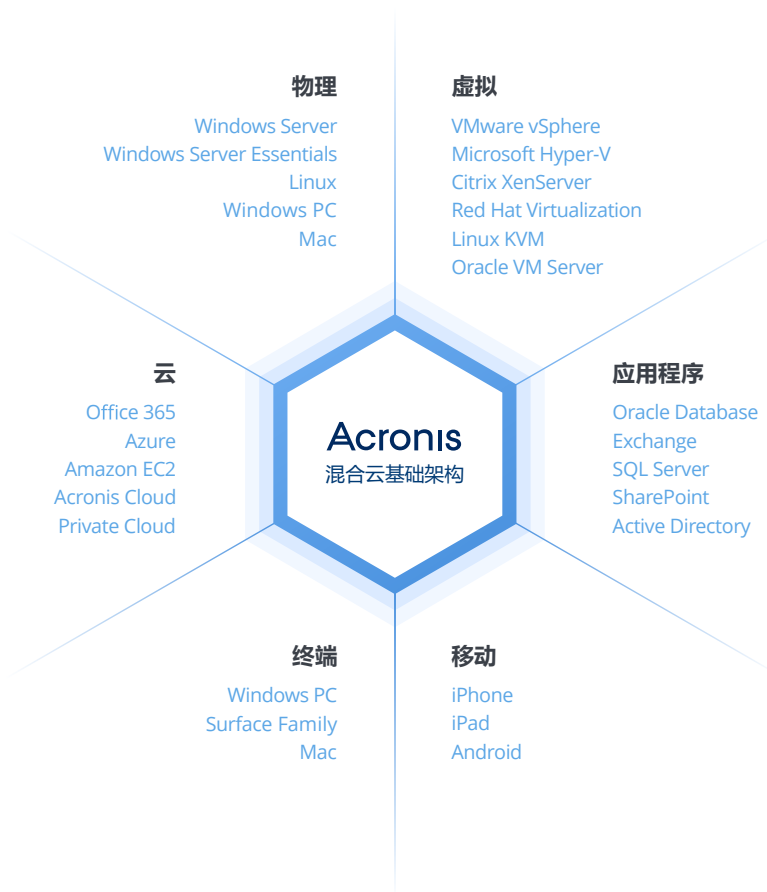 物理
Windows Server
Windows Server Essentials
Linux
Windows PC
Mac
虚拟
VMware vSphere
Microsoft Hyper-V
Citrix XenServer
Red Hat Virtualization
Linux KVM
Oracle VM Server
云
Office 365
Azure
Amazon EC2
Acronis Cloud
Private Cloud
Acronis
混合云基础架构
应用程序
Oracle Database
Exchange
SQL Server
SharePoint
Active Directory
终端
Windows PC
Surface Family
Mac
移动
iPhone
iPad
Android